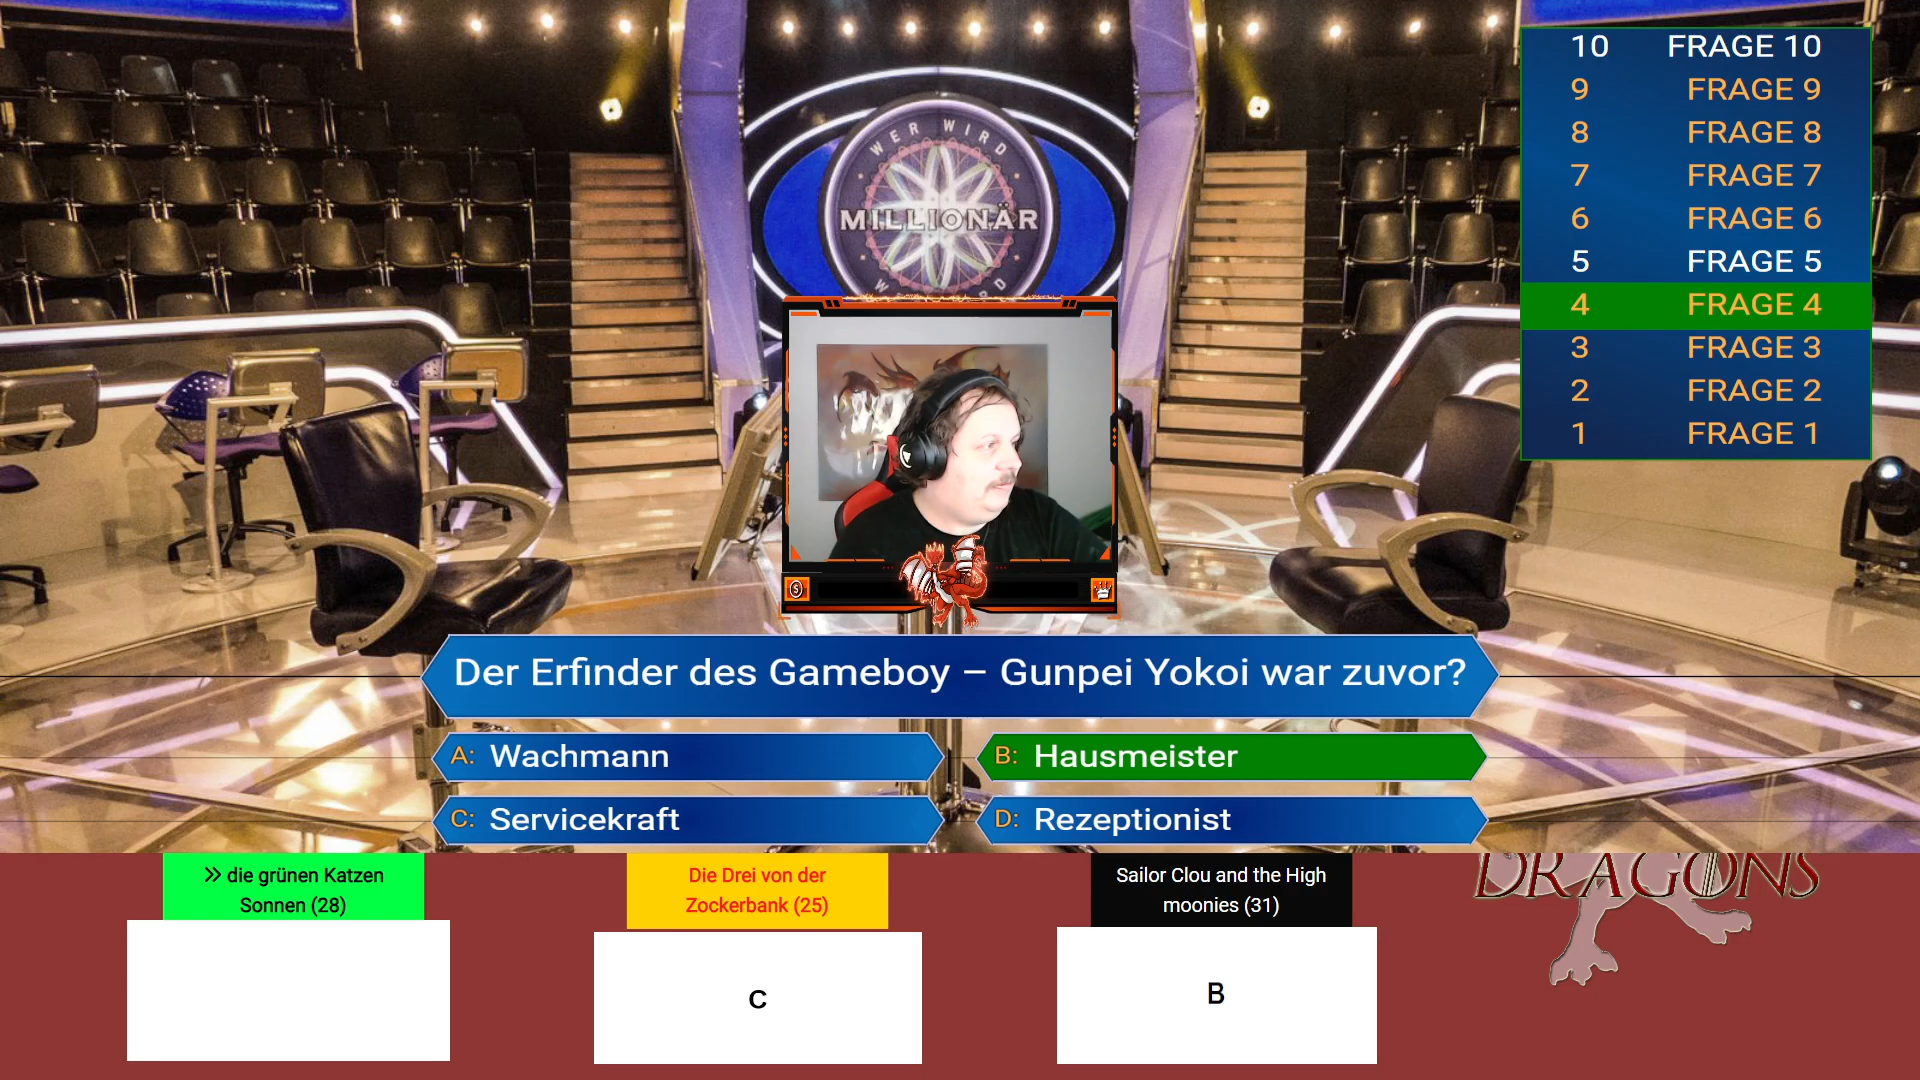 WER WIRD
MILLIONÄR
10 FRAGE 10
9 FRAGE 9
8 FRAGE 8
7 FRAGE 7
6 FRAGE 6
5 FRAGE 5
4 FRAGE 4
3 FRAGE 3
2 FRAGE 2
1 FRAGE 1
Der Erfinder des Gameboy – Gunpei Yokoi war zuvor?
A: Wachmann
B: Hausmeister
C: Servicekraft
D: Rezeptionist
» die grünen Katzen
Sonnen (28)
Die Drei von der
Zockerbank (25)
Sailor Clou and the High
moonies (31)
DRAGONS
C
B